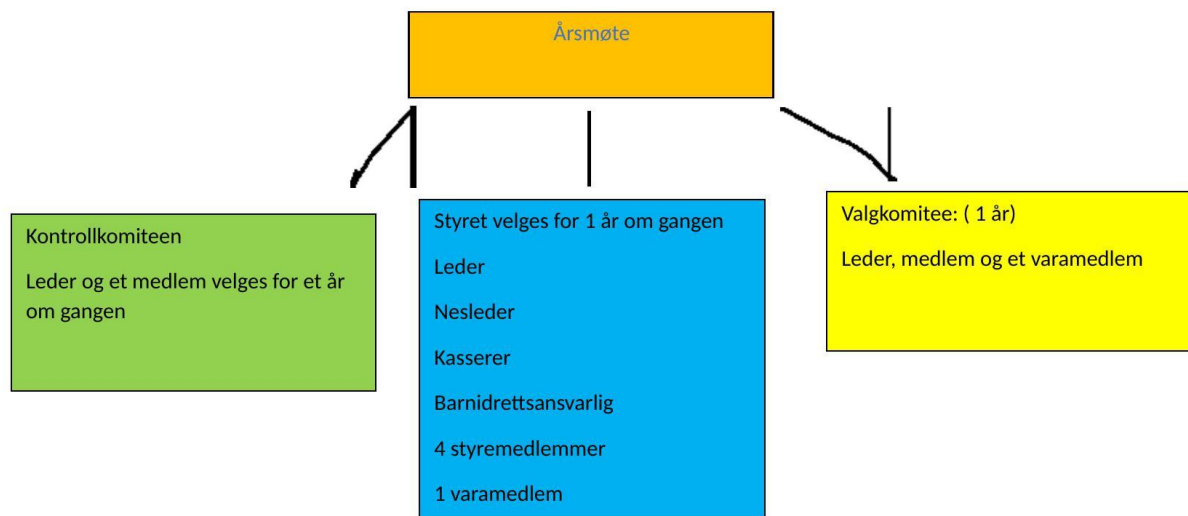 Årsmøte
Kontrollkomiteen
Leder og et medlem velges for et år
om gangen
Styret velges for 1 år om gangen
Leder
Nesleder
Kasserer
Barnidrettsansvarlig
4 styremedlemmer
1 varamedlem
Valgkomitee: ( 1 år)
Leder, medlem og et varamedlem